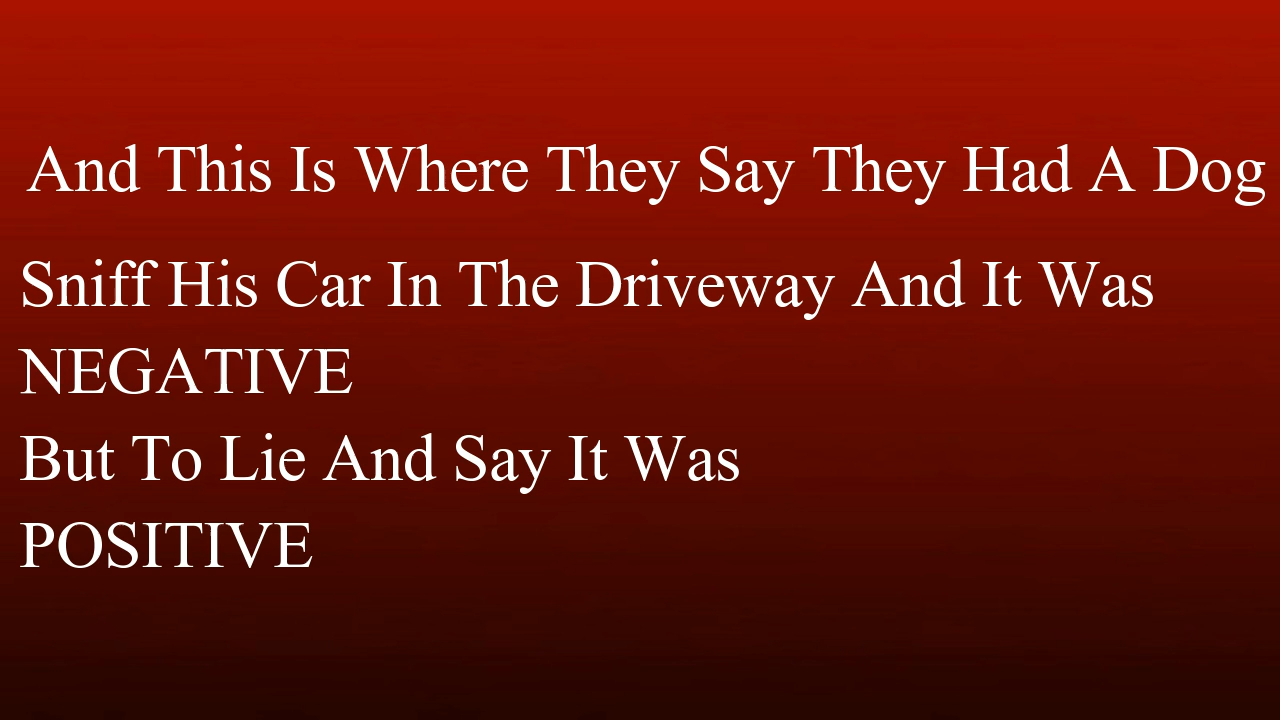 And This Is Where They Say They Had A Dog
Sniff His Car In The Driveway And It Was
NEGATIVE
But To Lie And Say It Was
POSITIVE